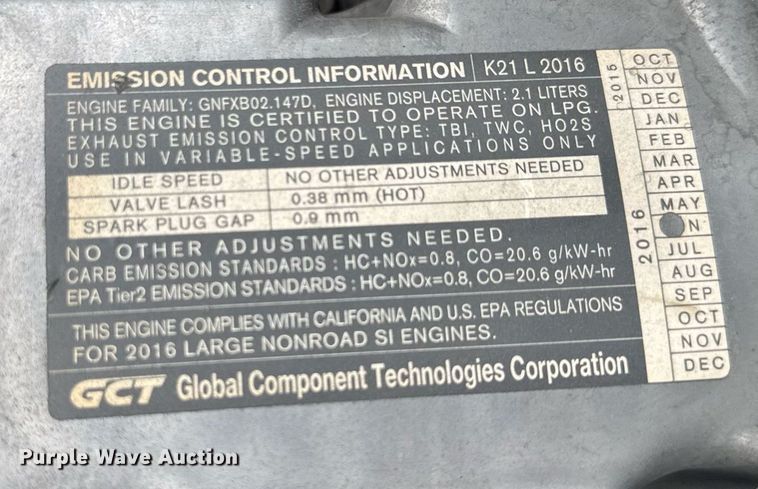 EMISSION CONTROL INFORMATION K21 L 2016
ENGINE FAMILY: GNFXB02.147D, ENGINE DISPLACEMENT: 2.1 LITERS
THIS ENGINE IS CERTIFIED TO OPERATE ON LPG.
EXHAUST EMISSION CONTROL TYPE: TBI, TWC, HO2S
USE IN VARIABLE-SPEED APPLICATIONS ONLY
IDLE SPEED NO OTHER ADJUSTMENTS NEEDED
VALVE LASH 0.38 mm (HOT)
SPARK PLUG GAP 0.9 mm
NO OTHER ADJUSTMENTS NEEDED.
CARB EMISSION STANDARDS : HC+NOx=0.8, CO=20.6 g/kW-hr
EPA Tier2 EMISSION STANDARDS : HC+NOx=0.8, CO=20.6 g/kW-hr
THIS ENGINE COMPLIES WITH CALIFORNIA AND U.S. EPA REGULATIONS
FOR 2016 LARGE NONROAD SI ENGINES.
GCT Global Component Technologies Corporation
2015
OCT
NOV
DEC
2016
JAN
FEB
MAR
APR
MAY
N
JUL
AUG
SEP
OCT
NOV
DEC
Purple Wave Auction